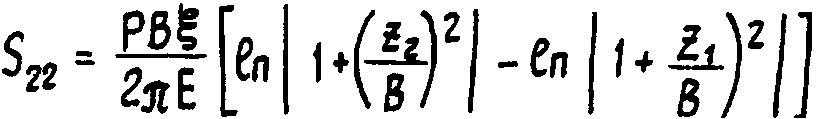 S₂₂ = PBξ/2πE [ℓn | 1+(z₂/B)² | − ℓn | 1 + z₁/B)² |]